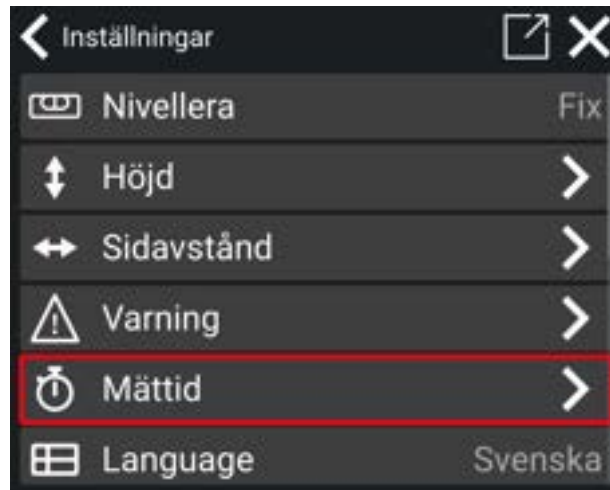 Inställningar
Nivellera Fix
Höjd
Sidavstånd
Varning
Mättid
Language Svenska